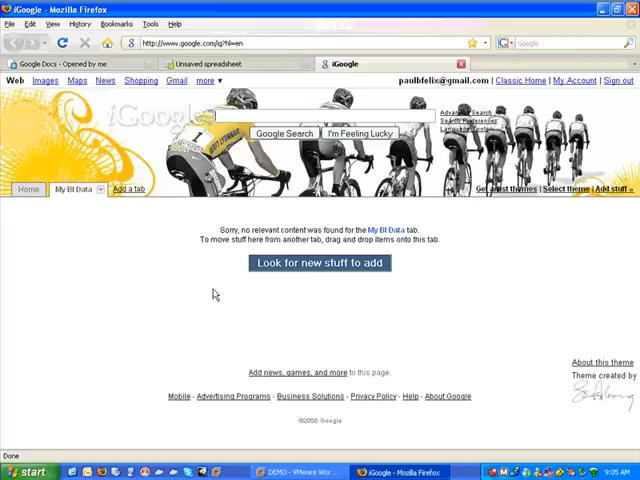 iGoogle - Mozilla Firefox
File Edit View History Bookmarks Tools Help
http://www.google.com/ig?hl=en
Google
Google Docs - Opened by me
Unsaved spreadsheet
iGoogle
Web Images Maps News Shopping Gmail more ▼
paulbfelix@gmail.com | Classic Home | My Account | Sign out
iGoogle
Advanced Search
Search Preferences
Language Tools
Google Search
I'm Feeling Lucky
Home
My BI Data
Add a tab
Get artist themes | Select theme | Add stuff »
Sorry, no relevant content was found for the My BI Data tab.
To move stuff here from another tab, drag and drop items onto this tab.
Look for new stuff to add
About this theme
Theme created by
Add news, games, and more to this page.
Mobile - Advertising Programs - Business Solutions - Privacy Policy - Help - About Google
©2008 Google
Done
start
DEMO - VMware Wor...
iGoogle - Mozilla Firefox
9:05 AM